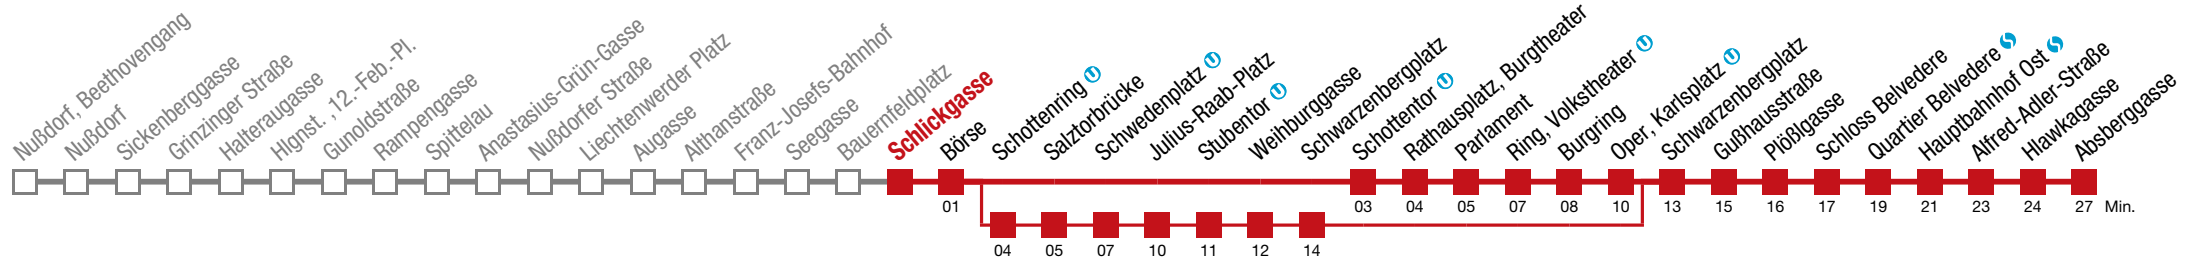 Nußdorf, Beethovengang
Nußdorf
Sickenberggasse
Grinzinger Straße
Halteraugasse
Hlgnst. ,12.-Feb.-Pl.
Gunoldstraße
Rampengasse
Spittelau
Anastasius-Grün-Gasse
Nußdorfer Straße
Liechtenwerder Platz
Augasse
Althanstraße
Franz-Josefs-Bahnhof
Seegasse
Bauernfeldplatz
Schlickgasse
Börse
Schottenring U
Salztorbrücke
Schwedenplatz U
Julius-Raab-Platz
Stubentor U
Weihburggasse
Schwarzenbergplatz
Schottentor U
Rathausplatz, Burgtheater
Parlament
Ring, Volkstheater U
Burgring
Oper, Karlsplatz U
Schwarzenbergplatz
Gußhausstraße
Plößlgasse
Schloss Belvedere
Quartier Belvedere S
Hauptbahnhof Ost S
Alfred-Adler-Straße
Hlawkagasse
Absberggasse
01 03 04 05 07 08 10 13 15 16 17 19 21 23 24 27 Min.
04 05 07 10 11 12 14